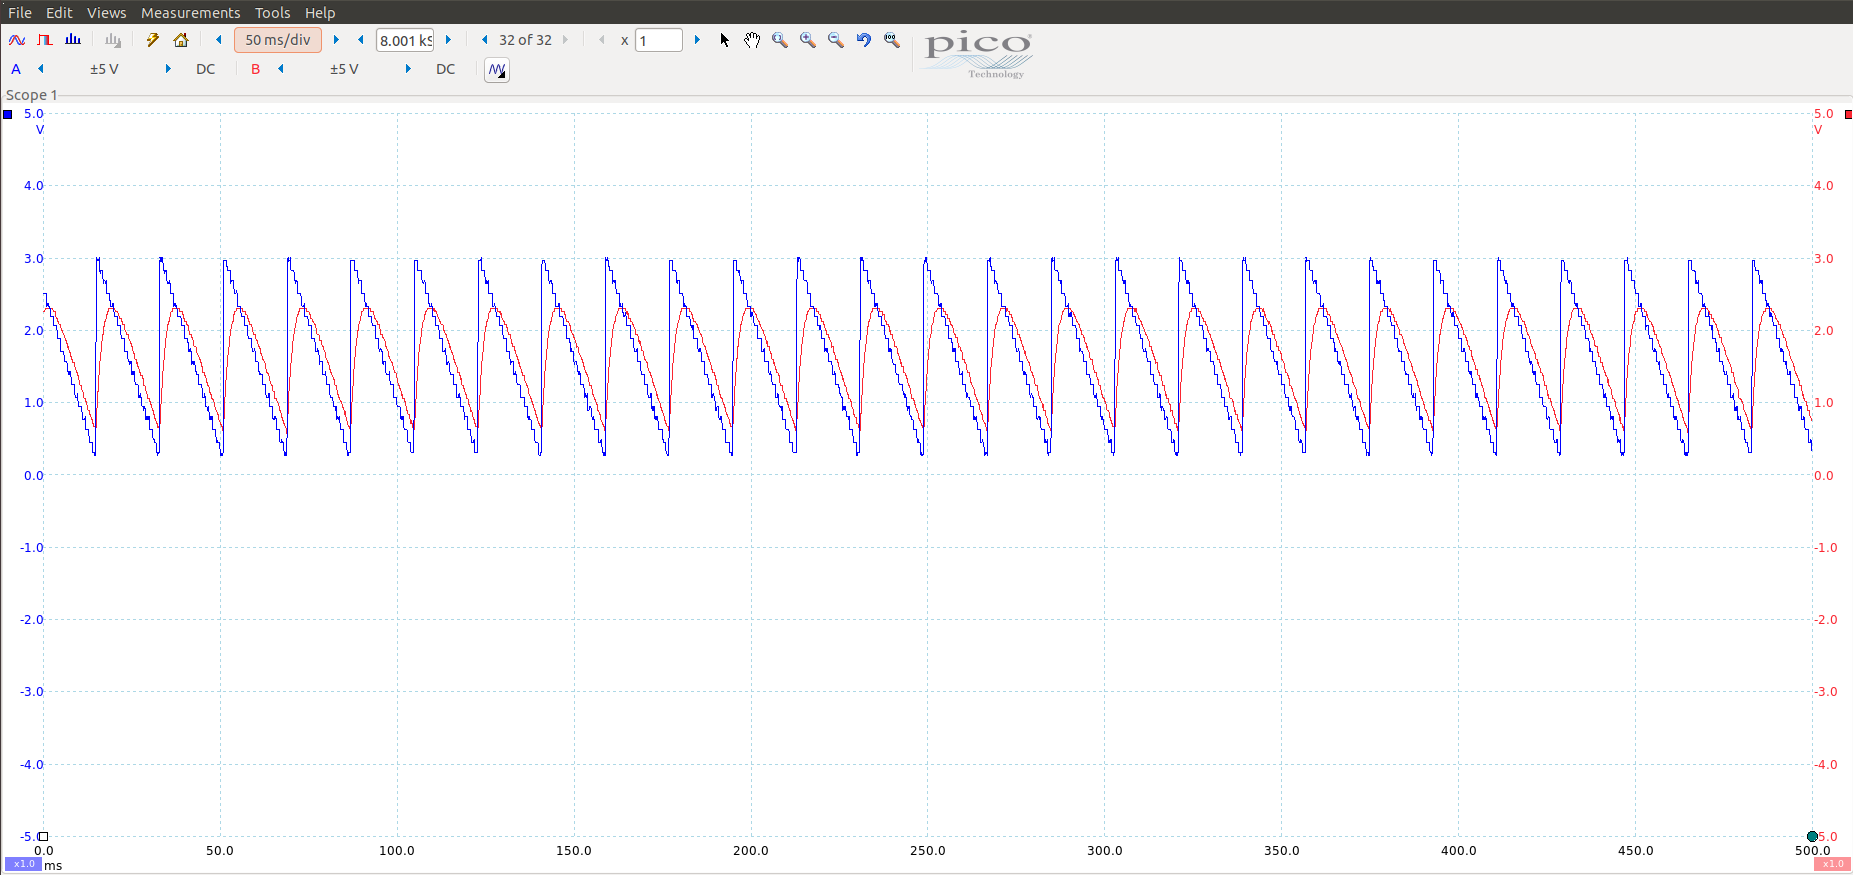 File Edit Views Measurements Tools Help
50 ms/div 8.001 kS 32 of 32 x 1
pico
Technology
A ±5 V DC B ±5 V DC
Scope 1
5.0 5.0
V V
4.0 4.0
3.0 3.0
2.0 2.0
1.0 1.0
0.0 0.0
-1.0 -1.0
-2.0 -2.0
-3.0 -3.0
-4.0 -4.0
-5.0 5.0
0.0 50.0 100.0 150.0 200.0 250.0 300.0 350.0 400.0 450.0 500.0
x1.0 ms x1.0